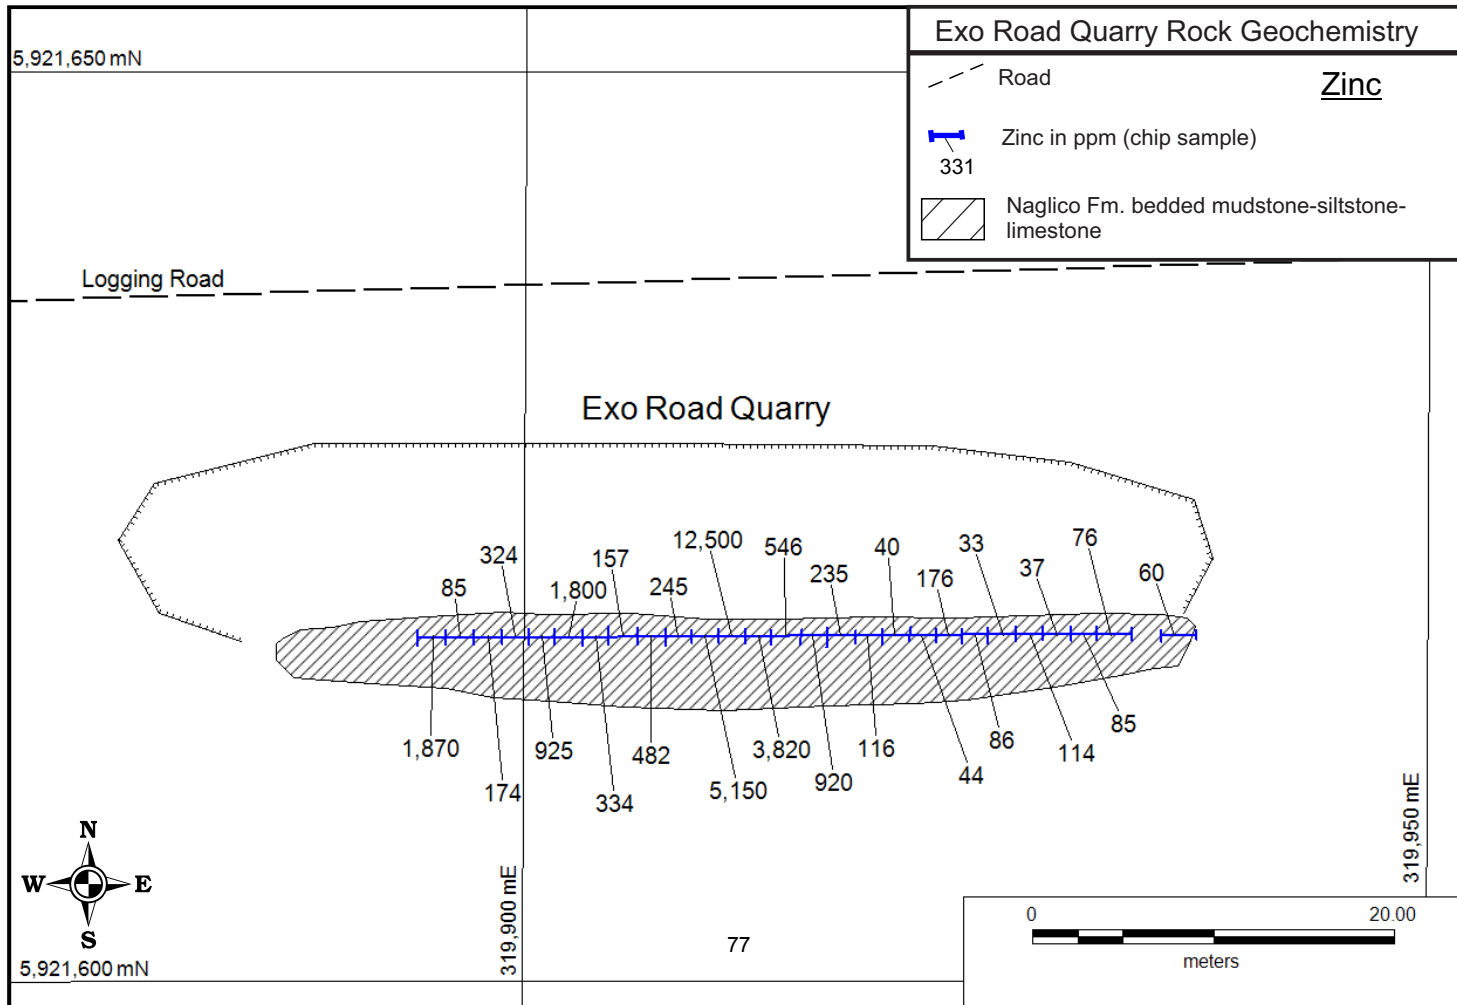 Exo Road Quarry Rock Geochemistry
5,921,650 mN
Road
Zinc
Zinc in ppm (chip sample)
331
Naglico Fm. bedded mudstone-siltstone-
limestone
Logging Road
Exo Road Quarry
85
324
1,800
157
245
12,500
546
235
40
176
33
37
76
60
1,870
174
925
334
482
5,150
3,820
920
116
44
86
114
85
N
W
E
S
319,900 mE
319,950 mE
0
20.00
meters
77
5,921,600 mN